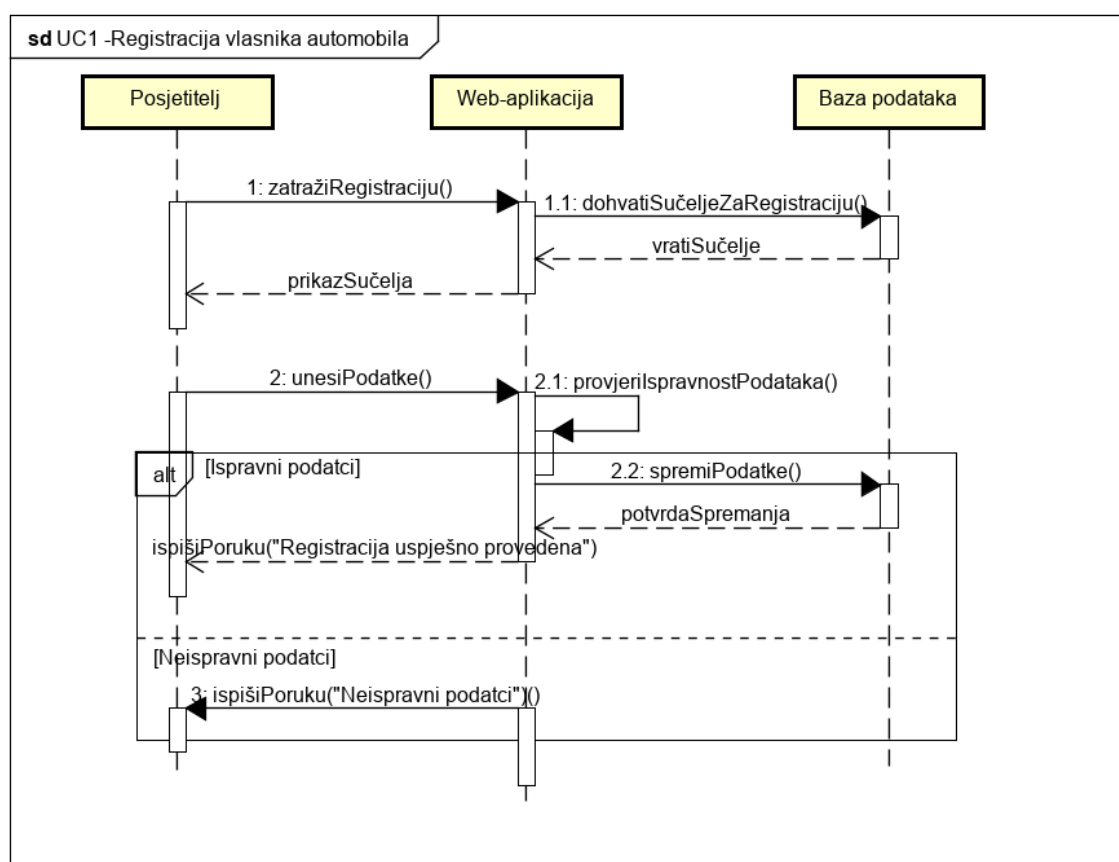 sd UC1 -Registracija vlasnika automobila
Posjetitelj
Web-aplikacija
Baza podataka
1: zatražiRegistraciju()
1.1: dohvatiSučeljeZaRegistraciju()
vratiSučelje
prikazSučelja
2: unesiPodatke()
2.1: provjeriIspravnostPodataka()
alt
[Ispravni podatci]
2.2: spremiPodatke()
potvrdaSpremanja
ispišiPoruku("Registracija uspješno provedena")
[Neispravni podatci]
3: ispišiPoruku("Neispravni podatci")()